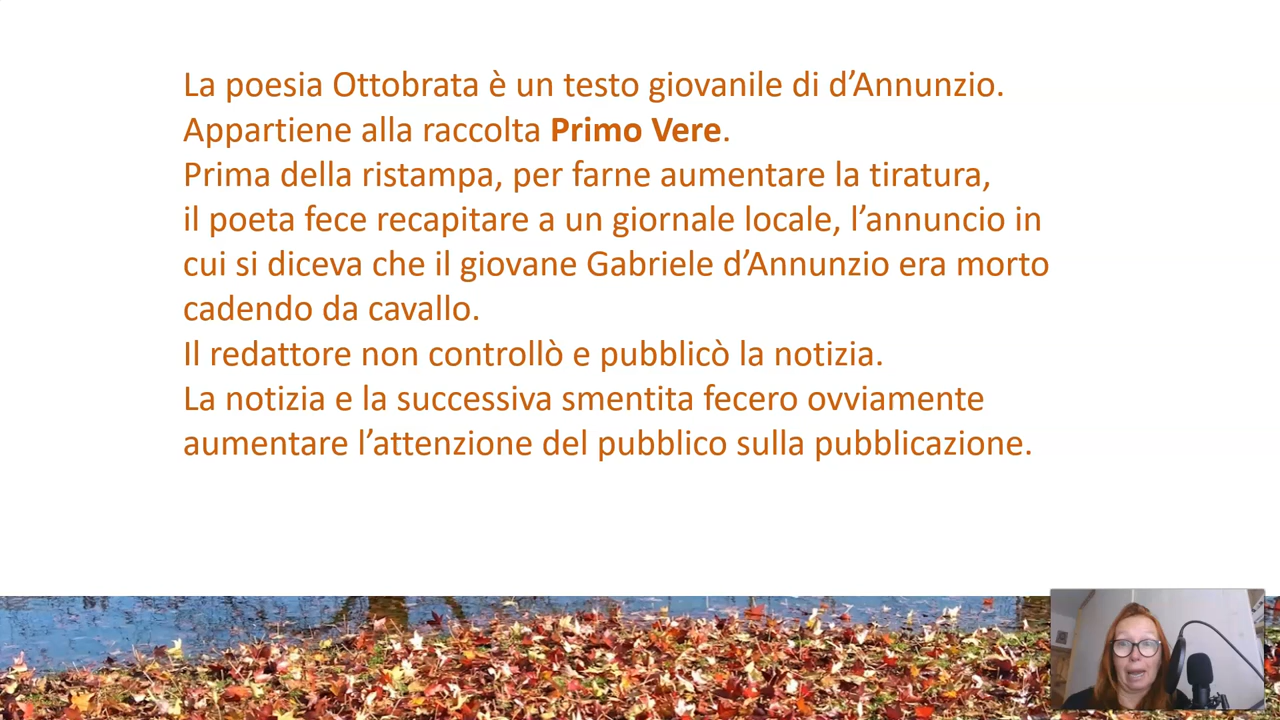 La poesia Ottobrata è un testo giovanile di d’Annunzio.
Appartiene alla raccolta Primo Vere.
Prima della ristampa, per farne aumentare la tiratura,
il poeta fece recapitare a un giornale locale, l’annuncio in
cui si diceva che il giovane Gabriele d’Annunzio era morto
cadendo da cavallo.
Il redattore non controllò e pubblicò la notizia.
La notizia e la successiva smentita fecero ovviamente
aumentare l’attenzione del pubblico sulla pubblicazione.